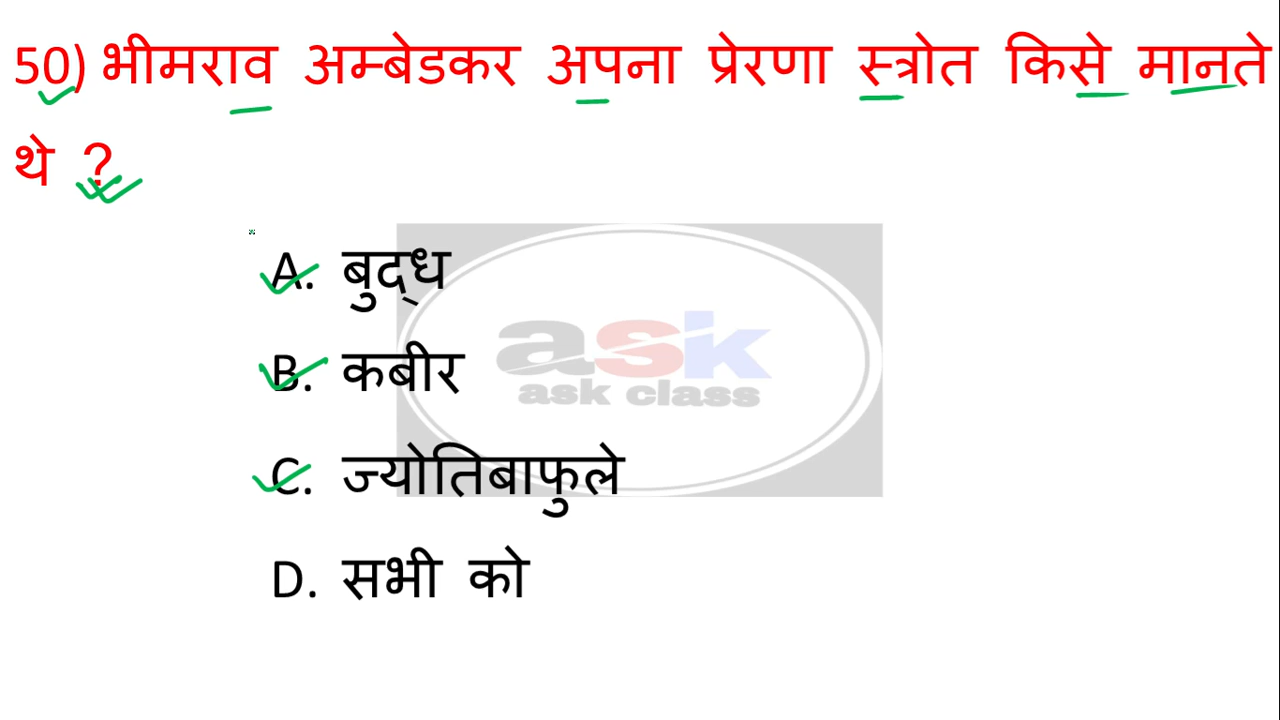 50) भीमराव अम्बेडकर अपना प्रेरणा स्त्रोत किसे मानते
थे ?
A. बुद्ध
B. कबीर
ask
ask class
C. ज्योतिबाफुले
D. सभी को